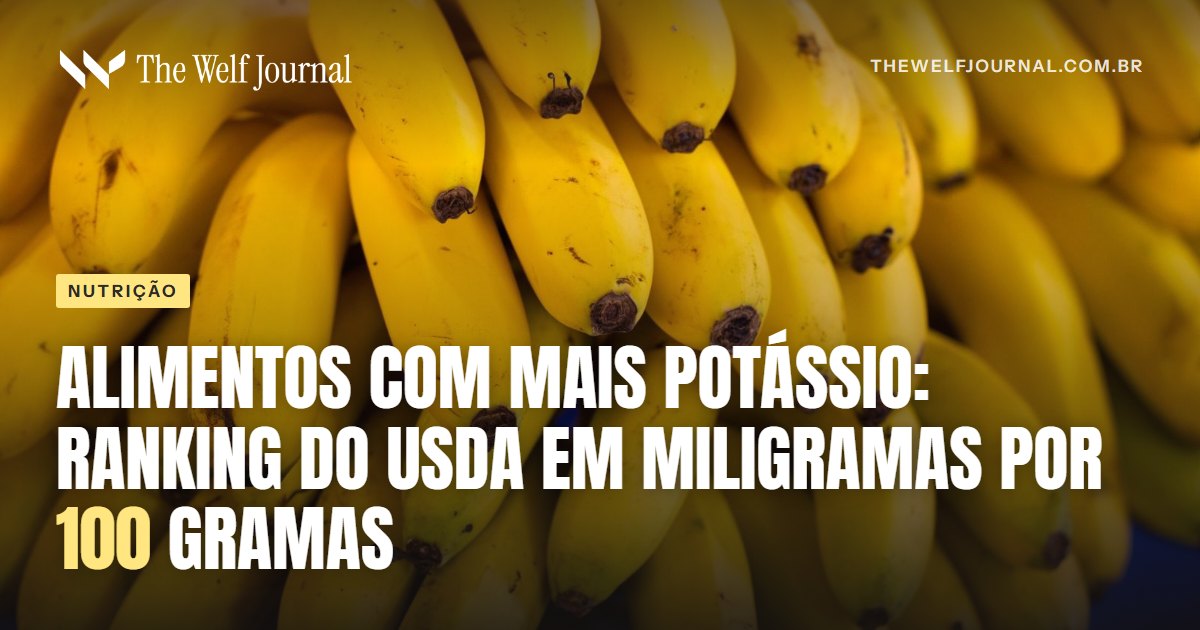 The Welf Journal
THEWELFJOURNAL.COM.BR
NUTRIÇÃO
ALIMENTOS COM MAIS POTÁSSIO:
RANKING DO USDA EM MILIGRAMAS POR
100 GRAMAS